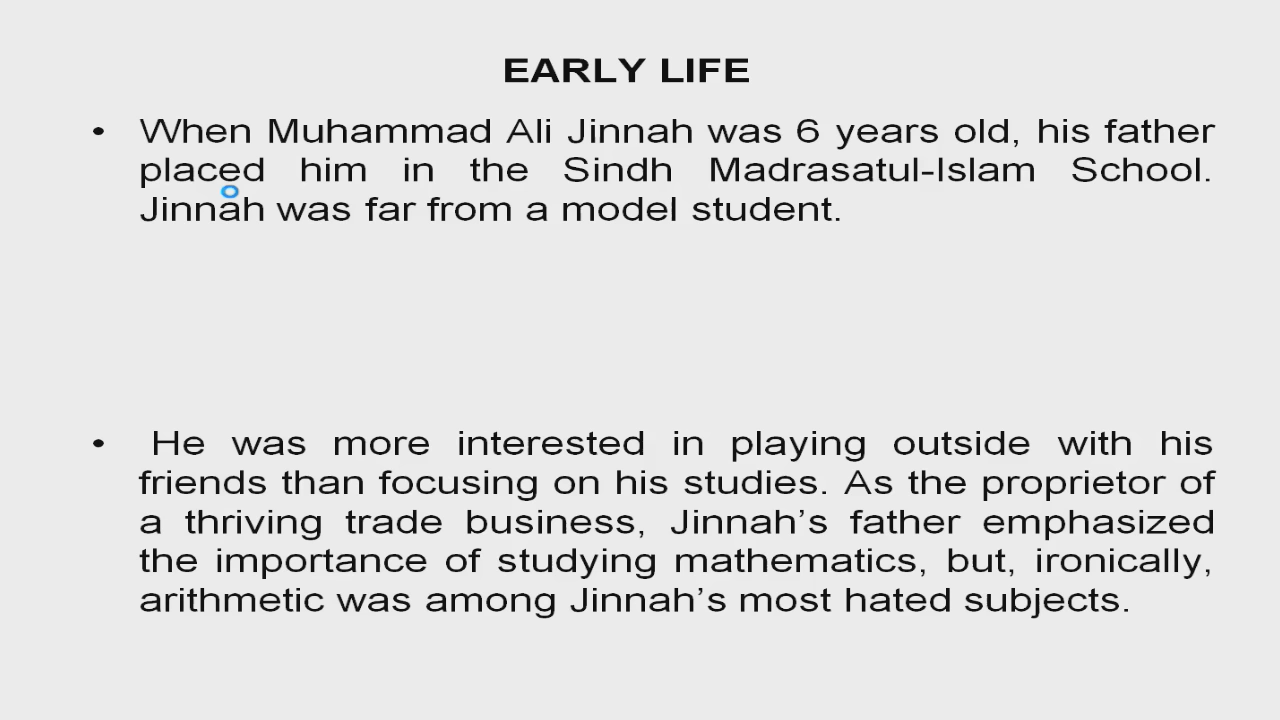 EARLY LIFE
• When Muhammad Ali Jinnah was 6 years old, his father
placed him in the Sindh Madrasatul-Islam School.
Jinnah was far from a model student.
• He was more interested in playing outside with his
friends than focusing on his studies. As the proprietor of
a thriving trade business, Jinnah’s father emphasized
the importance of studying mathematics, but, ironically,
arithmetic was among Jinnah’s most hated subjects.